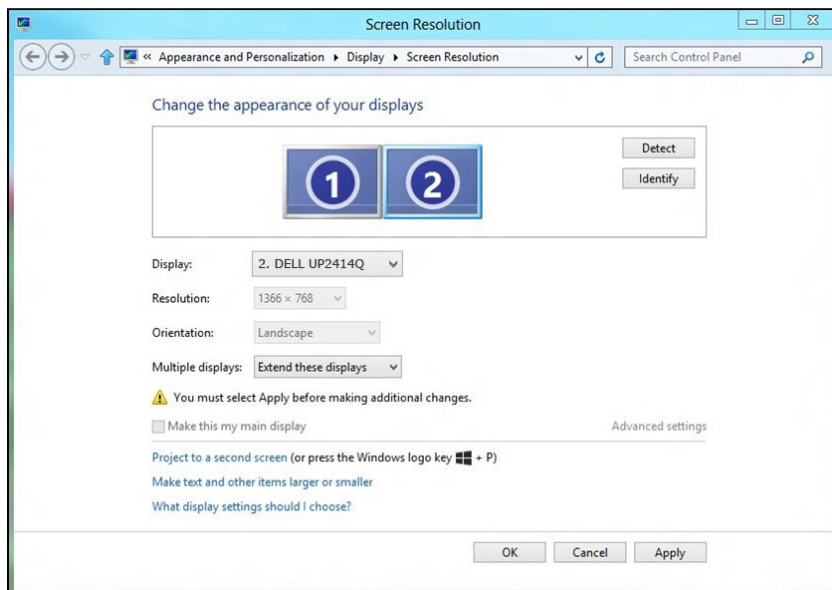 Screen Resolution
« Appearance and Personalization Display Screen Resolution Search Control Panel
Change the appearance of your displays
1 2
Detect
Identify
Display: 2. DELL UP2414Q
Resolution: 1366 × 768
Orientation: Landscape
Multiple displays: Extend these displays
You must select Apply before making additional changes.
Make this my main display Advanced settings
Project to a second screen (or press the Windows logo key + P)
Make text and other items larger or smaller
What display settings should I choose?
OK Cancel Apply